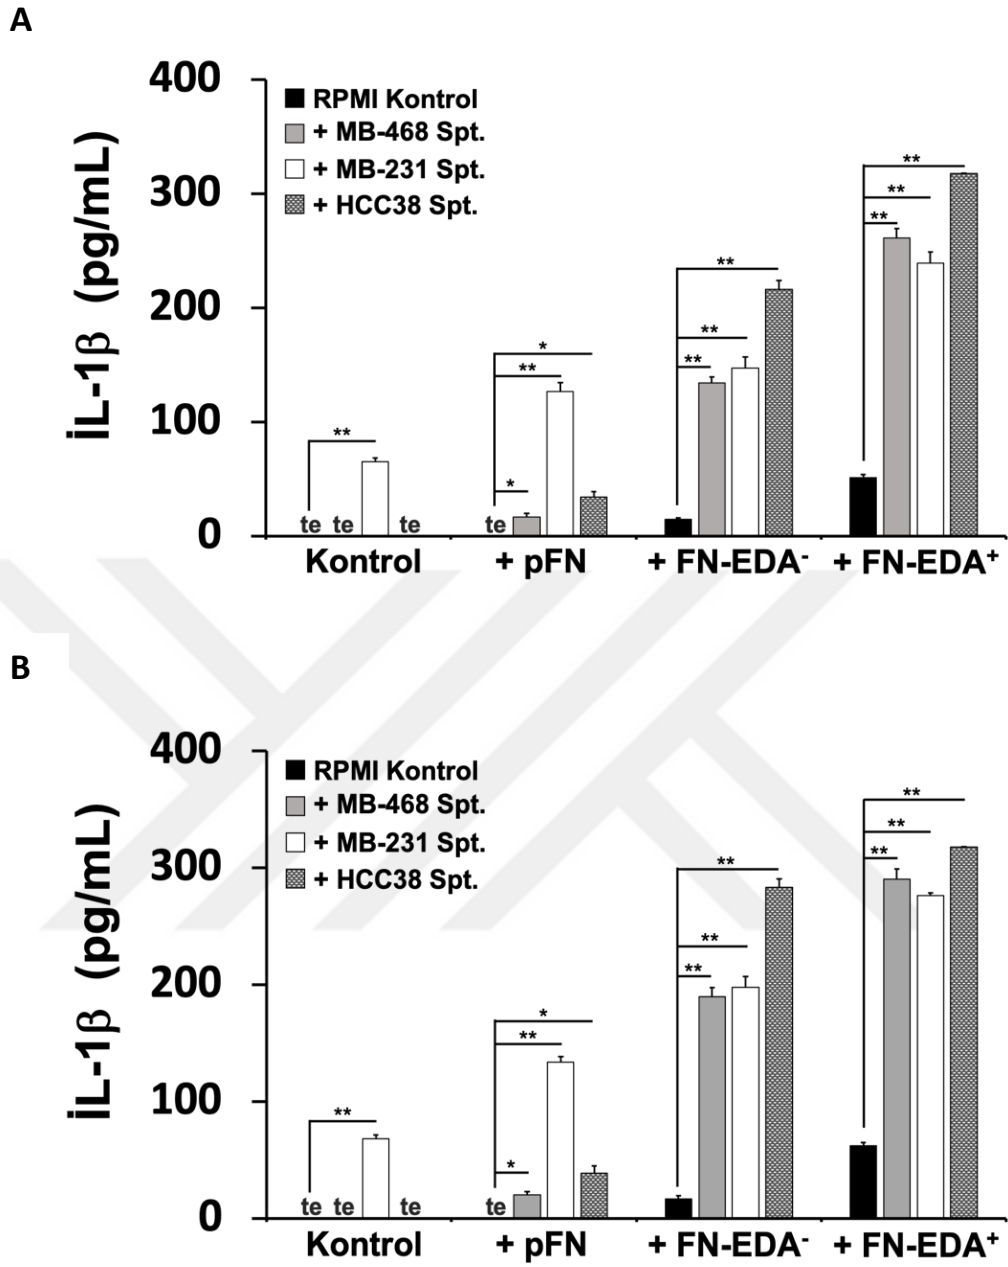 A
400
300
200
100
0
İL-1β (pg/mL)
RPMI Kontrol
+ MB-468 Spt.
+ MB-231 Spt.
+ HCC38 Spt.
** 
te te te
* ** *
te
** ** **
** ** **
Kontrol + pFN + FN-EDA⁻ + FN-EDA⁺
B
400
300
200
100
0
İL-1β (pg/mL)
RPMI Kontrol
+ MB-468 Spt.
+ MB-231 Spt.
+ HCC38 Spt.
**
te te te
* ** *
te
** ** **
** ** **
Kontrol + pFN + FN-EDA⁻ + FN-EDA⁺